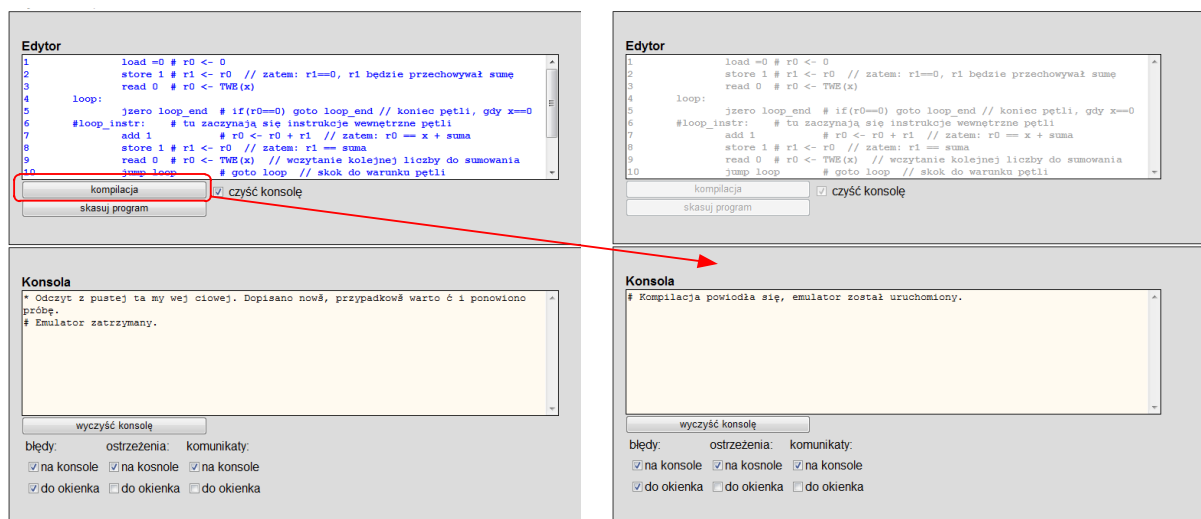 Edytor
1 load =0 # r0 <- 0
2 store 1 # r1 <- r0 // zatem: r1==0, r1 będzie przechowywał sumę
3 read 0 # r0 <- TWE(x)
4 loop:
5 jzero loop_end # if(r0==0) goto loop_end // koniec pętli, gdy x==0
6 #loop_instr: # tu zaczynają się instrukcje wewnętrzne pętli
7 add 1 # r0 <- r0 + r1 // zatem: r0 == x + suma
8 store 1 # r1 <- r0 // zatem: r1 == suma
9 read 0 # r0 <- TWE(x) // wczytanie kolejnej liczby do sumowania
10 jump loop # goto loop // skok do warunku pętli
kompilacja
czyść konsolę
skasuj program
Konsola
* Odczyt z pustej ta my wej ciowej. Dopisano nowš, przypadkowš warto ć i ponowiono
próbę.
# Emulator zatrzymany.
wyczyść konsolę
błędy: ostrzeżenia: komunikaty:
na konsole na kosnole na konsole
do okienka do okienka do okienka
Edytor
1 load =0 # r0 <- 0
2 store 1 # r1 <- r0 // zatem: r1==0, r1 będzie przechowywał sumę
3 read 0 # r0 <- TWE(x)
4 loop:
5 jzero loop_end # if(r0==0) goto loop_end // koniec pętli, gdy x==0
6 #loop_instr: # tu zaczynają się instrukcje wewnętrzne pętli
7 add 1 # r0 <- r0 + r1 // zatem: r0 == x + suma
8 store 1 # r1 <- r0 // zatem: r1 == suma
9 read 0 # r0 <- TWE(x) // wczytanie kolejnej liczby do sumowania
10 jump loop # goto loop // skok do warunku pętli
kompilacja
czyść konsolę
skasuj program
Konsola
# Kompilacja powiodła się, emulator został uruchomiony.
wyczyść konsolę
błędy: ostrzeżenia: komunikaty:
na konsole na kosnole na konsole
do okienka do okienka do okienka